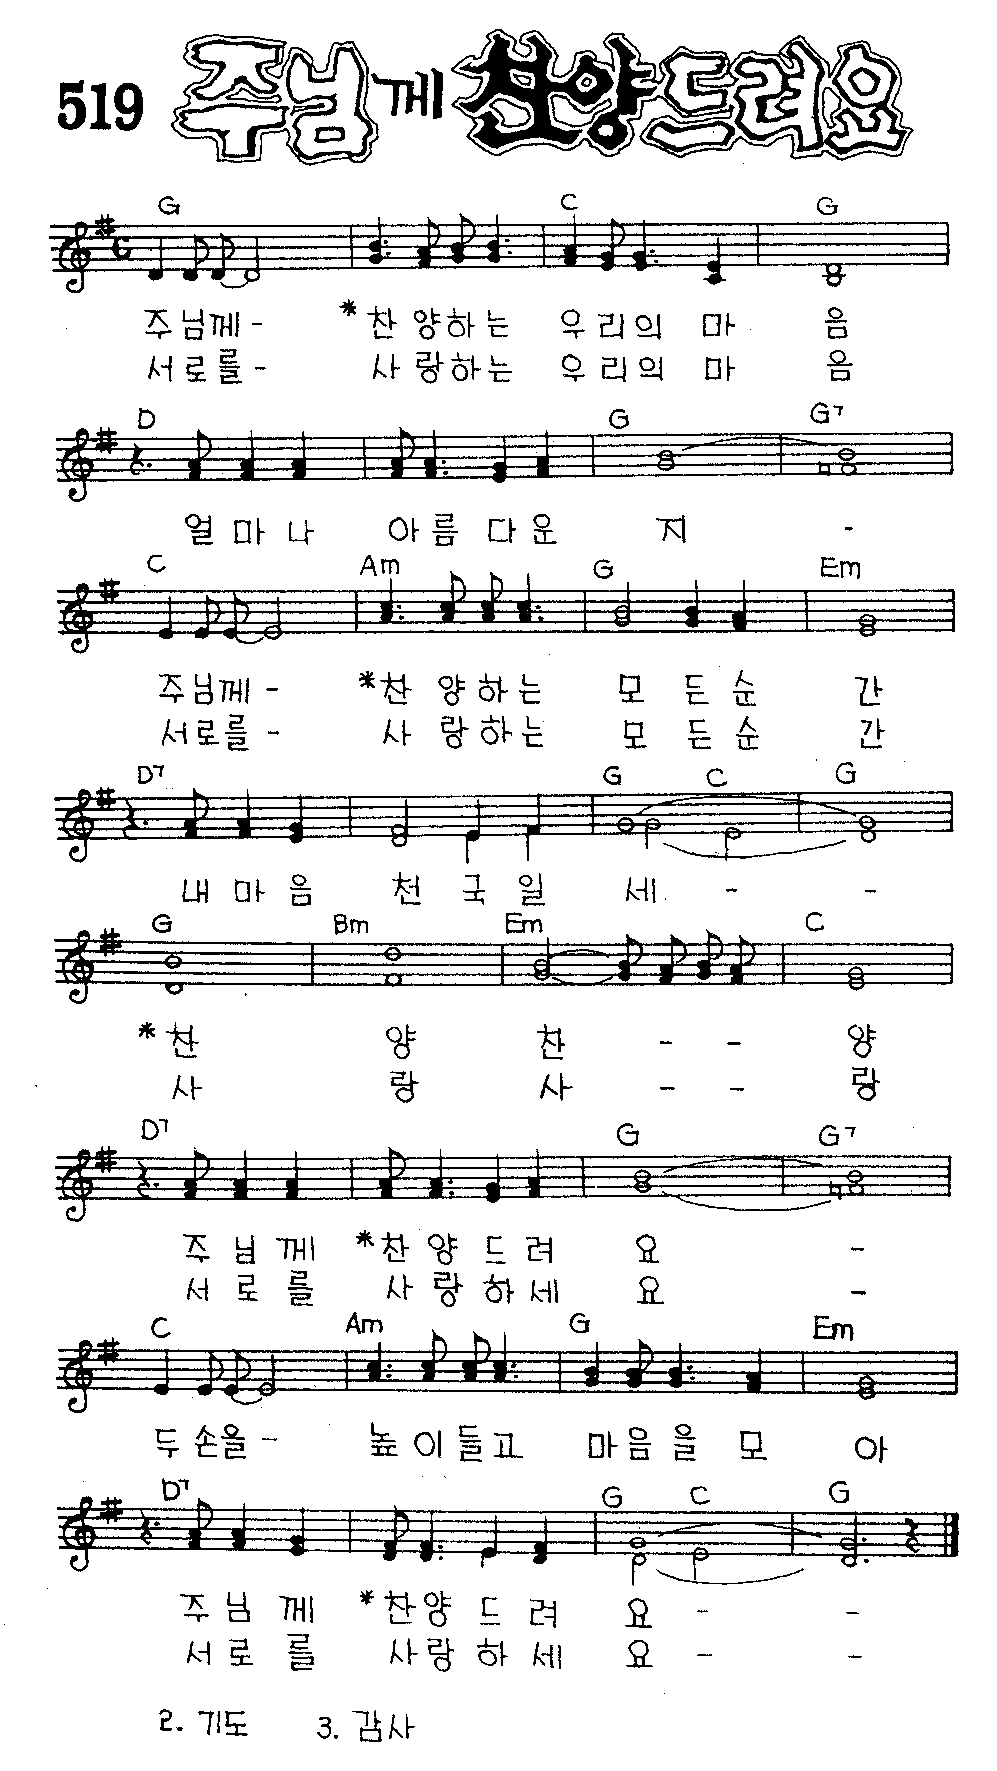 519 주님께 찬양드려요
G C G
주님께- *찬양하는 우리의 마 음
서로를- 사랑하는 우리의 마 음
D G G7
얼마나 아름다운 지 -
C Am G Em
주님께- *찬양하는 모 든순 간
서로를- 사랑하는 모 든순 간
D7 G C G
내마음 천 국일 세 - -
G Bm Em C
*찬 양 찬 - - 양
사 랑 사 - - 랑
D7 G G7
주님께 *찬양드려 요 -
서로를 사랑하세 요 -
C Am G Em
두손을- 높이들고 마음을모 아
D7 G C G
주님께 *찬양드려 요 - -
서로를 사랑하세 요 - -
2. 기도 3. 감사